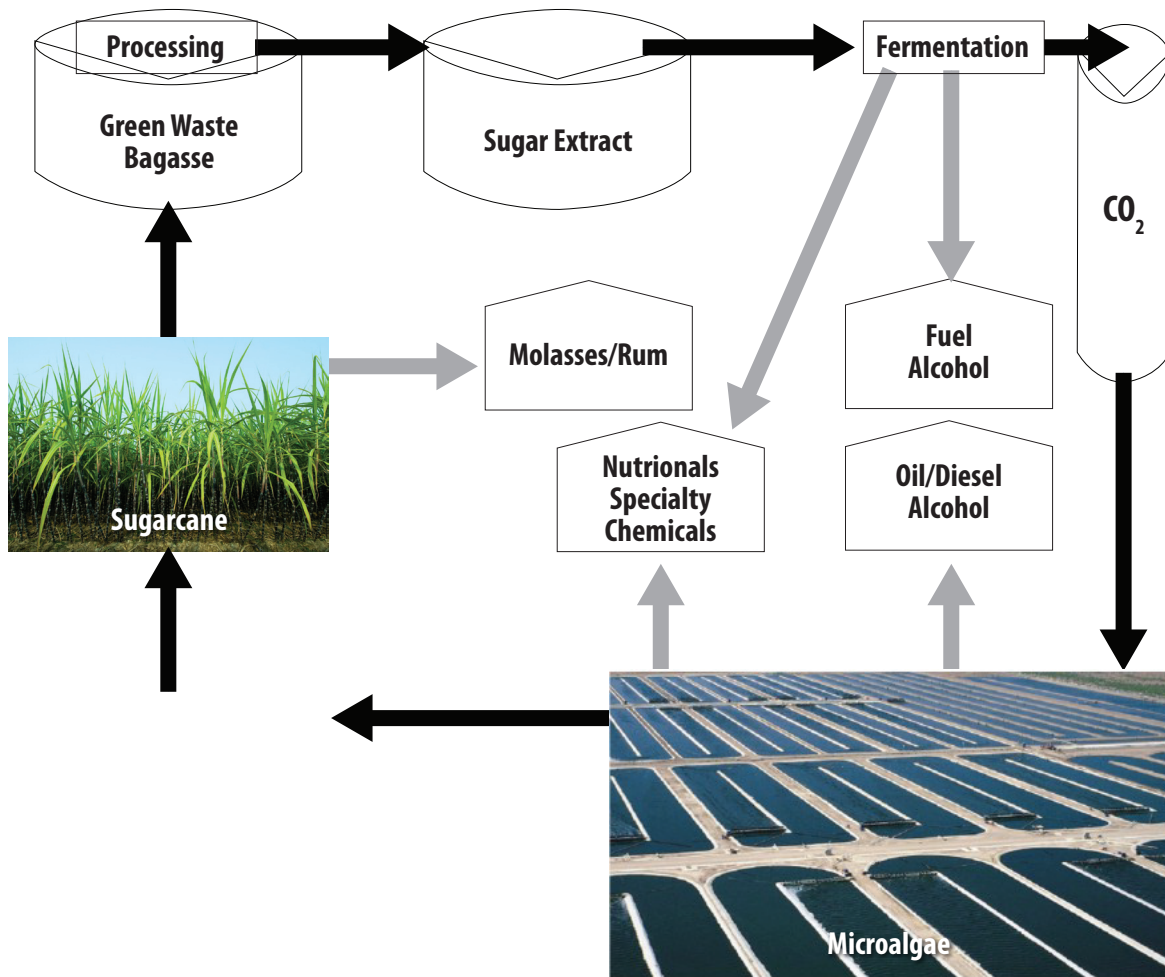 Processing
Fermentation
Green Waste
Bagasse
Sugar Extract
CO₂
Molasses/Rum
Fuel
Alcohol
Nutrionals
Specialty
Chemicals
Oil/Diesel
Alcohol
Sugarcane
Microalgae